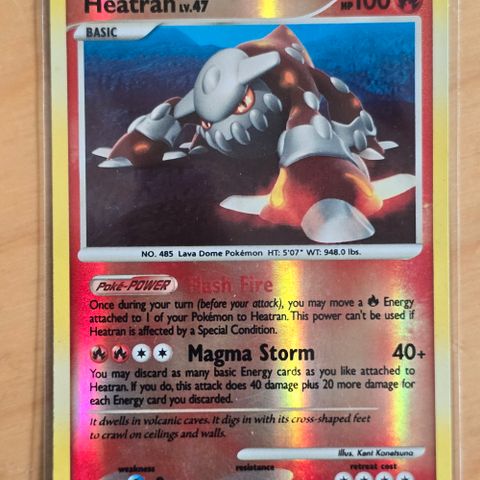 Heatran LV.47 HP 100
BASIC
NO. 485 Lava Dome Pokémon HT: 5'07" WT: 948.0 lbs.
Poké-POWER Flash Fire
Once during your turn (before your attack), you may move a Energy
attached to 1 of your Pokémon to Heatran. This power can't be used if
Heatran is affected by a Special Condition.
Magma Storm 40+
You may discard as many basic Energy cards as you like attached to
Heatran. If you do, this attack does 40 damage plus 20 more damage for
each Energy card you discarded.
It dwells in volcanic caves. It digs in with its cross-shaped feet
to crawl on ceilings and walls.
Illus. Kent Kanetsuna
weakness resistance retreat cost